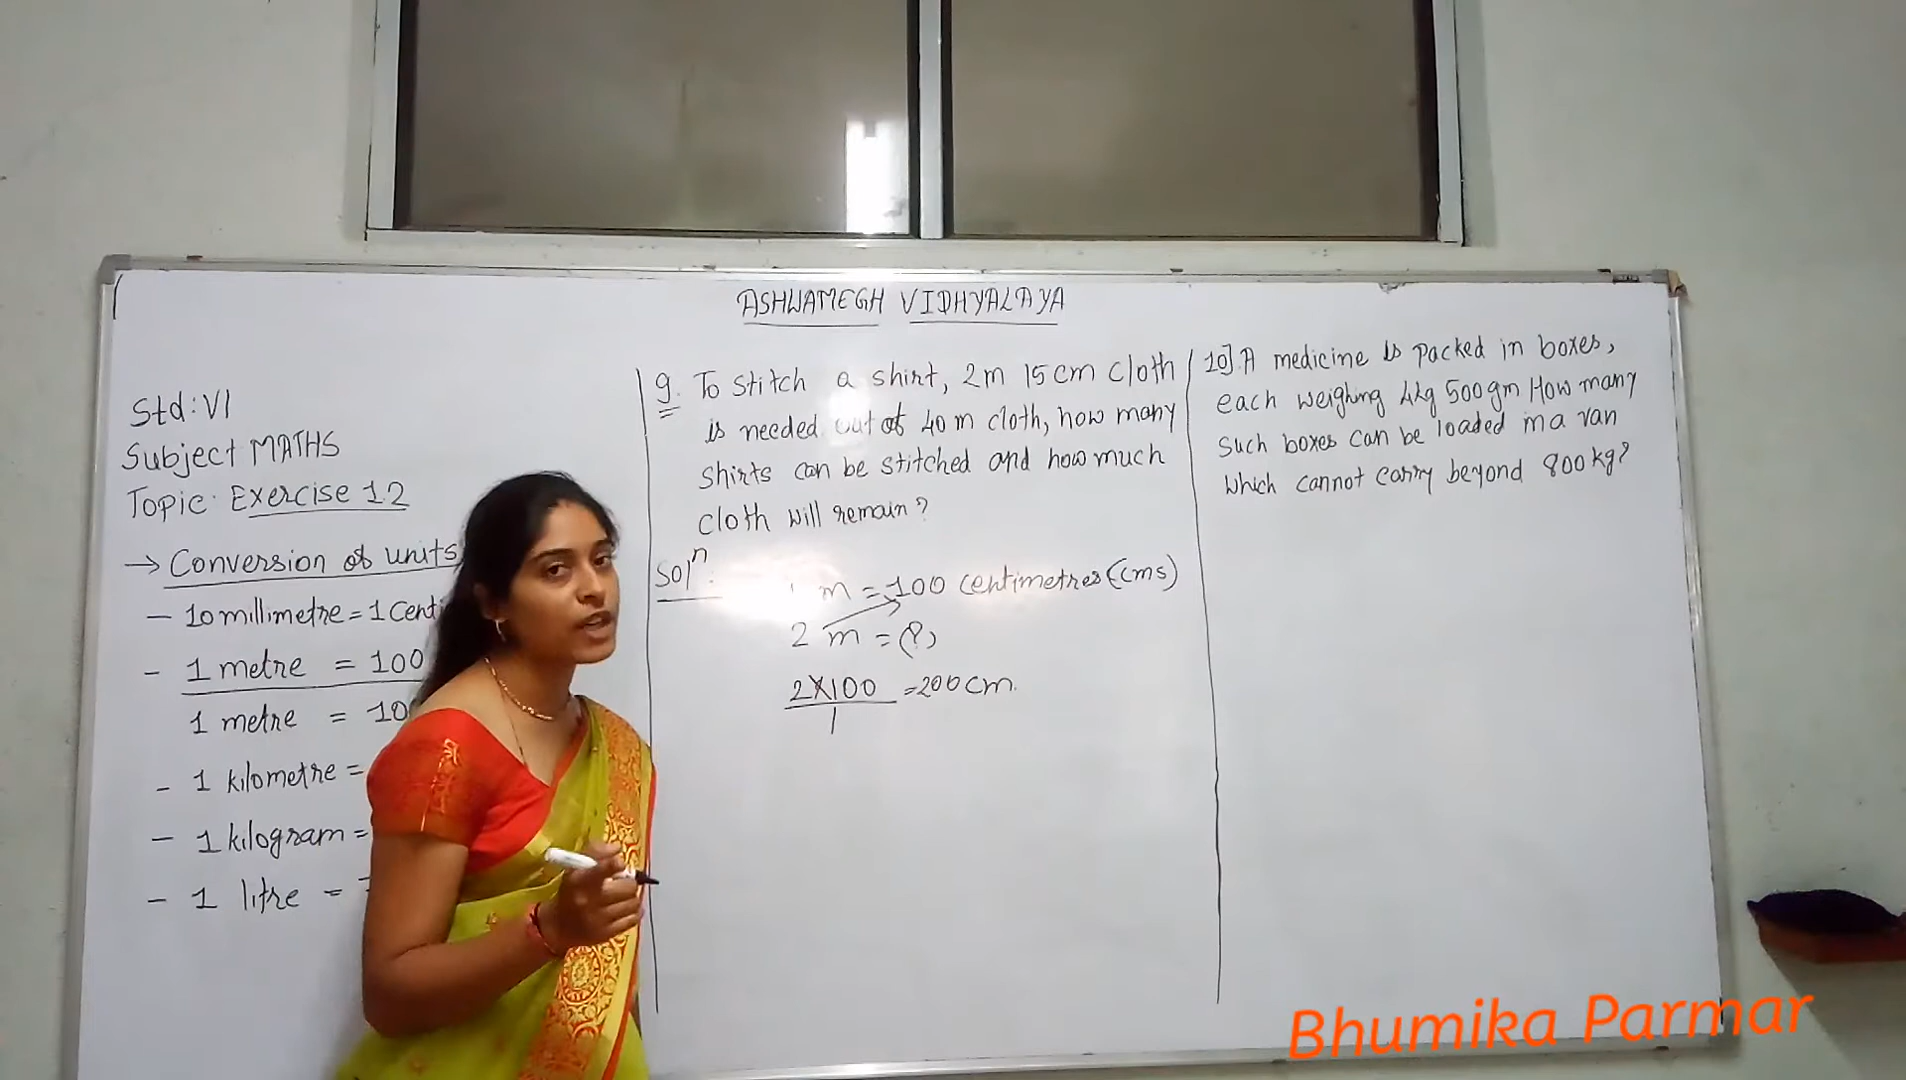 ASHWAMEGH VIDHYALAYA
Std:VI
Subject MATHS
Topic: Exercise 1.2
→ Conversion of units
- 10 millimetre = 1 Centi
- 1 metre = 100
1 metre = 10
- 1 kilometre =
- 1 kilogram =
- 1 litre =
9. To stitch a shirt, 2m 15cm cloth
is needed out of 40 m cloth, how many
shirts can be stitched and how much
cloth will remain?
Solⁿ.
m = 100 Centimetres (cms)
2 m = (?)
2X100 = 200 cm.
1
10]. A medicine is packed in boxes,
each weighing 4kg 500gm How many
such boxes can be loaded in a van
which cannot carry beyond 800 kg?
Bhumika Parmar